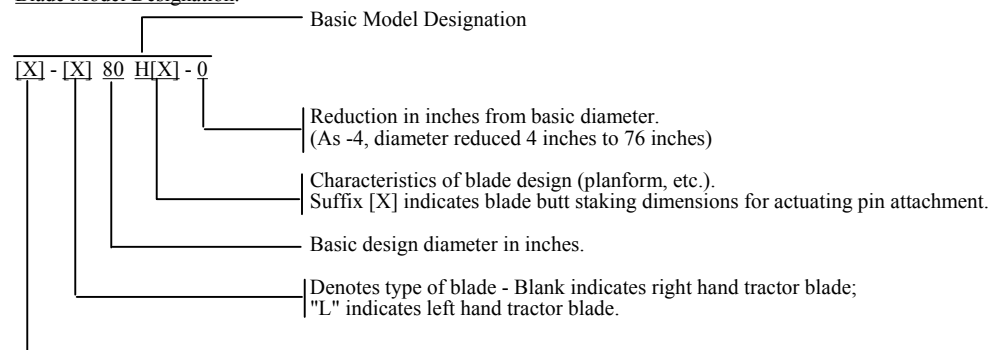 Blade Model Designation:
Basic Model Designation
[X] - [X] 80 H[X] - 0
Reduction in inches from basic diameter.
(As -4, diameter reduced 4 inches to 76 inches)
Characteristics of blade design (planform, etc.).
Suffix [X] indicates blade butt staking dimensions for actuating pin attachment.
Basic design diameter in inches.
Denotes type of blade - Blank indicates right hand tractor blade;
"L" indicates left hand tractor blade.